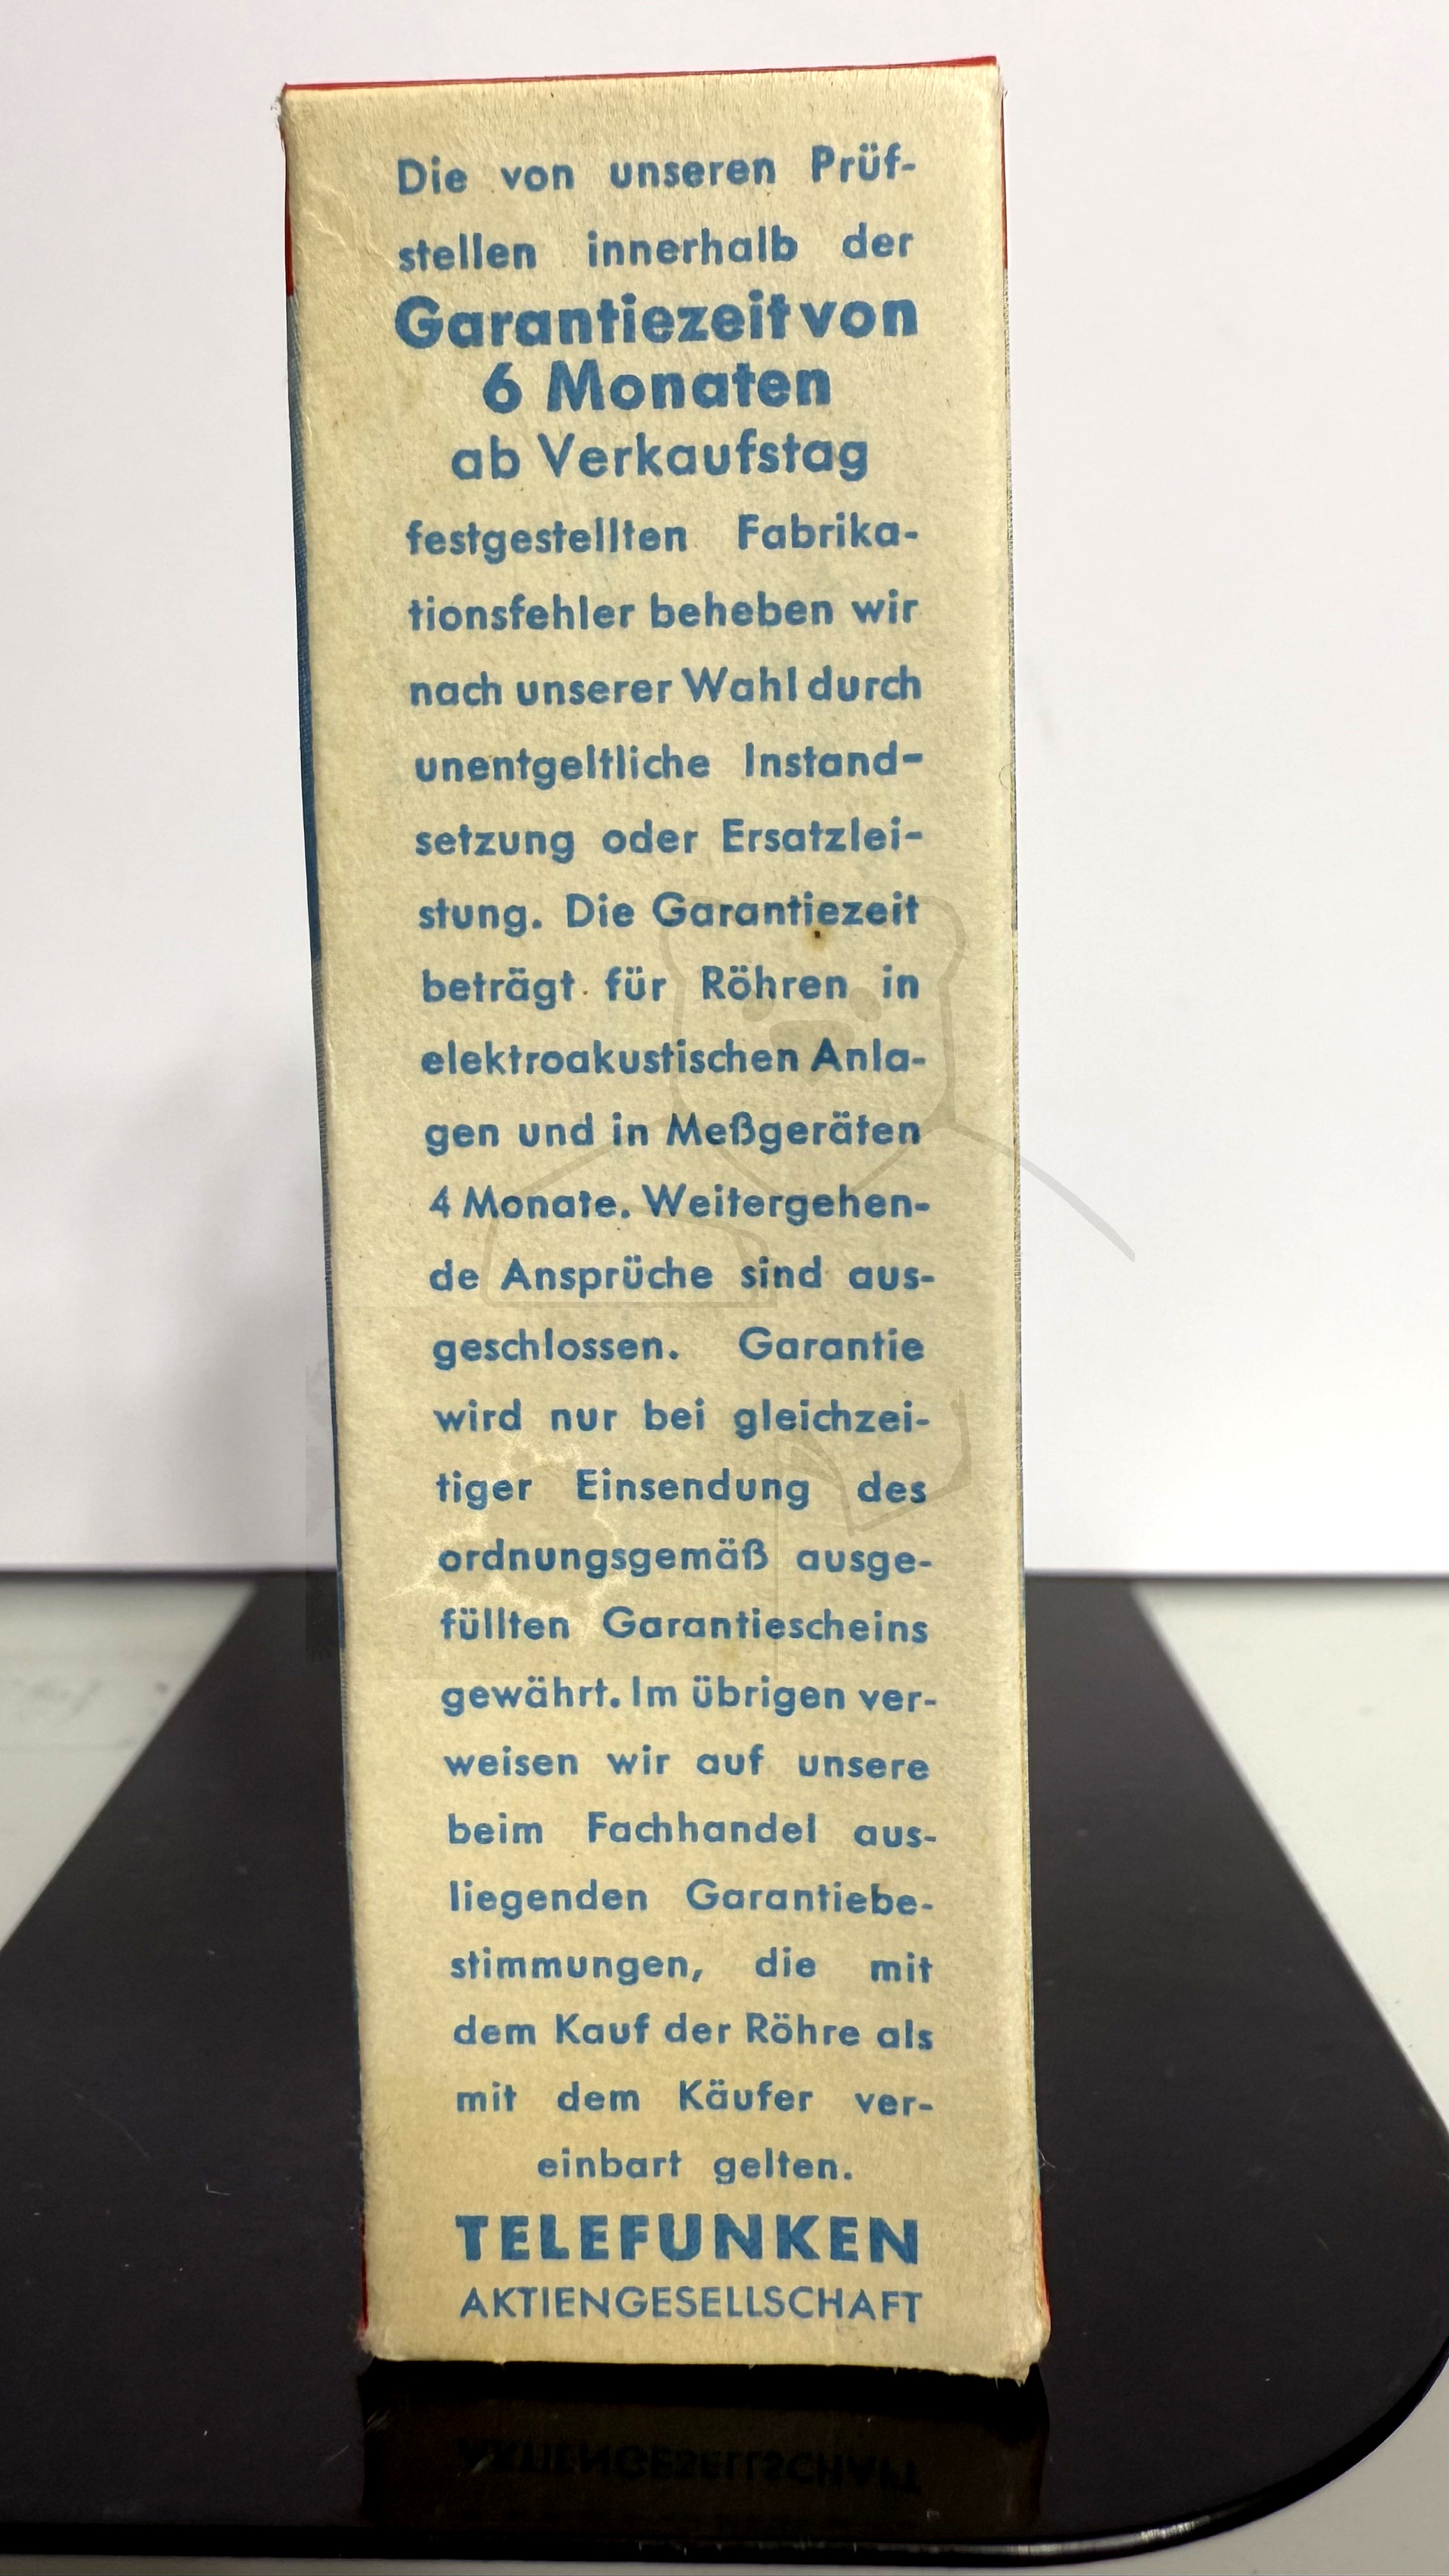 Die von unseren Prüf-
stellen innerhalb der
Garantiezeit von
6 Monaten
ab Verkaufstag
festgestellten Fabrika-
tionsfehler beheben wir
nach unserer Wahl durch
unentgeltliche Instand-
setzung oder Ersatzlei-
stung. Die Garantiezeit
beträgt für Röhren in
elektroakustischen Anla-
gen und in Meßgeräten
4 Monate. Weitergehen-
de Ansprüche sind aus-
geschlossen. Garantie
wird nur bei gleichzei-
tiger Einsendung des
ordnungsgemäß ausge-
füllten Garantiescheins
gewährt. Im übrigen ver-
weisen wir auf unsere
beim Fachhandel aus-
liegenden Garantiebe-
stimmungen, die mit
dem Kauf der Röhre als
mit dem Käufer ver-
einbart gelten.
TELEFUNKEN
AKTIENGESELLSCHAFT